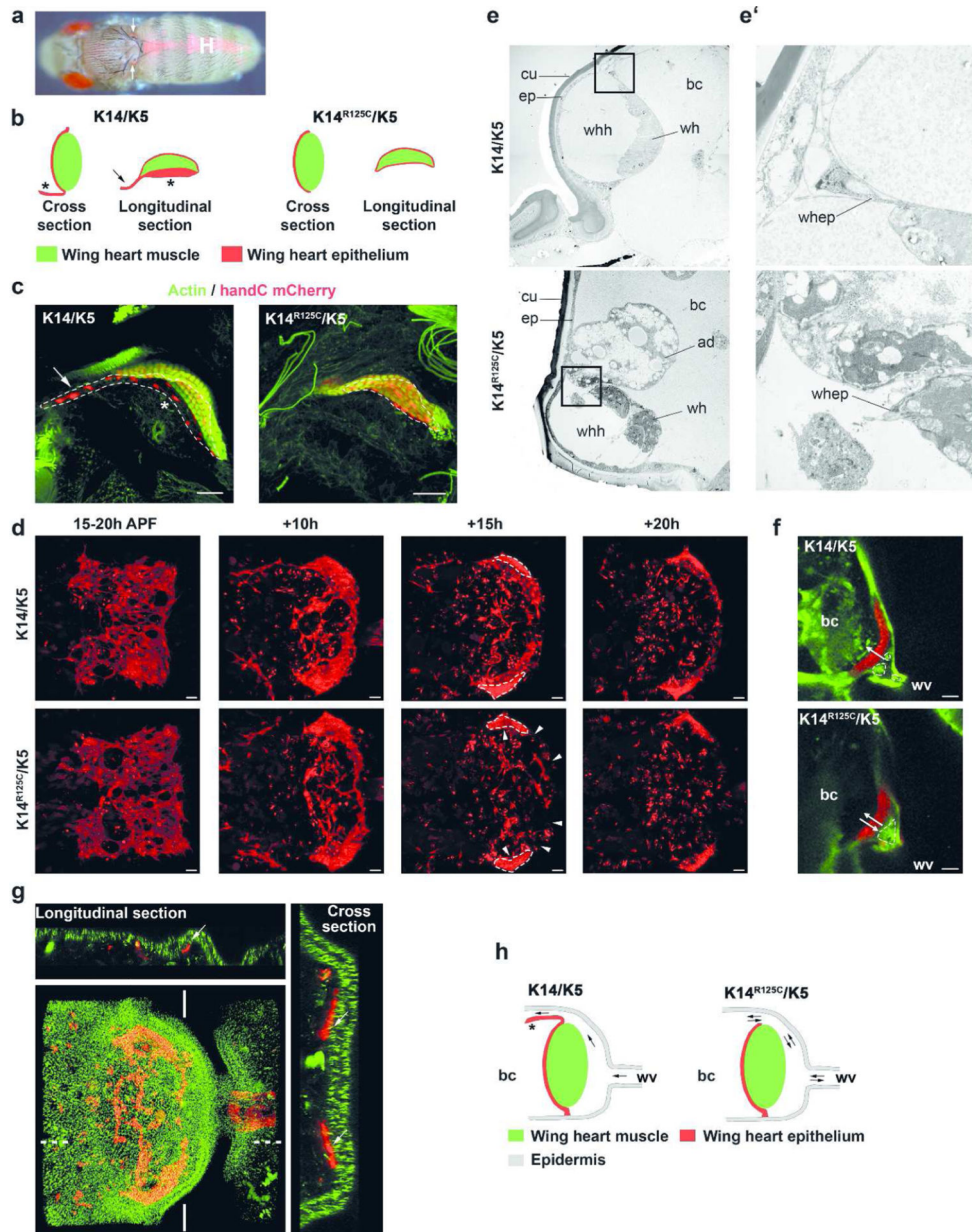 a
H
b
K14/K5
K14R125C/K5
*
*
Cross section
Longitudinal section
Cross section
Longitudinal section
Wing heart muscle
Wing heart epithelium
c
Actin / handC mCherry
K14/K5
K14R125C/K5
*
d
15-20h APF
+10h
+15h
+20h
K14/K5
K14R125C/K5
e
K14/K5
cu
ep
whh
wh
bc
K14R125C/K5
cu
ep
bc
ad
wh
whh
e'
whep
whep
f
K14/K5
bc
wv
K14R125C/K5
bc
wv
g
Longitudinal section
Cross section
h
K14/K5
K14R125C/K5
*
bc
wv
bc
wv
Wing heart muscle
Wing heart epithelium
Epidermis